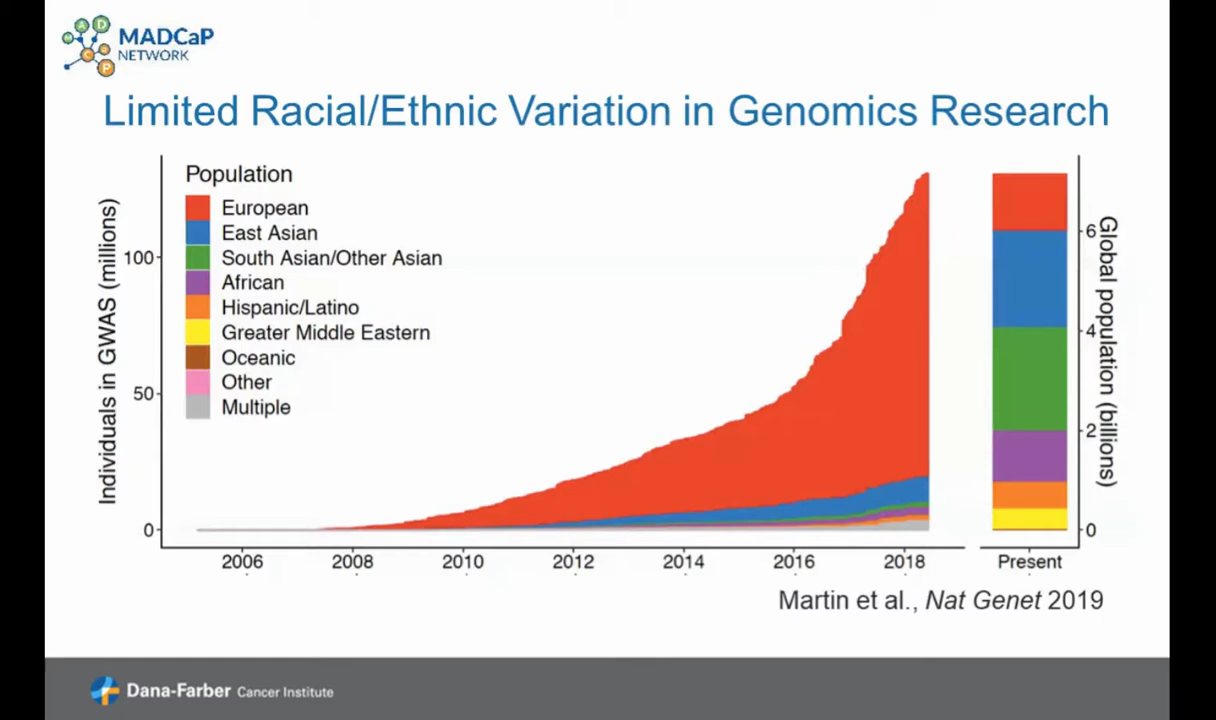 M A D C P
MADCaP
NETWORK
Limited Racial/Ethnic Variation in Genomics Research
Individuals in GWAS (millions)
100
50
0
Population
European
East Asian
South Asian/Other Asian
African
Hispanic/Latino
Greater Middle Eastern
Oceanic
Other
Multiple
2006 2008 2010 2012 2014 2016 2018 Present
6
4
2
0
Global population (billions)
Martin et al., Nat Genet 2019
Dana-Farber Cancer Institute